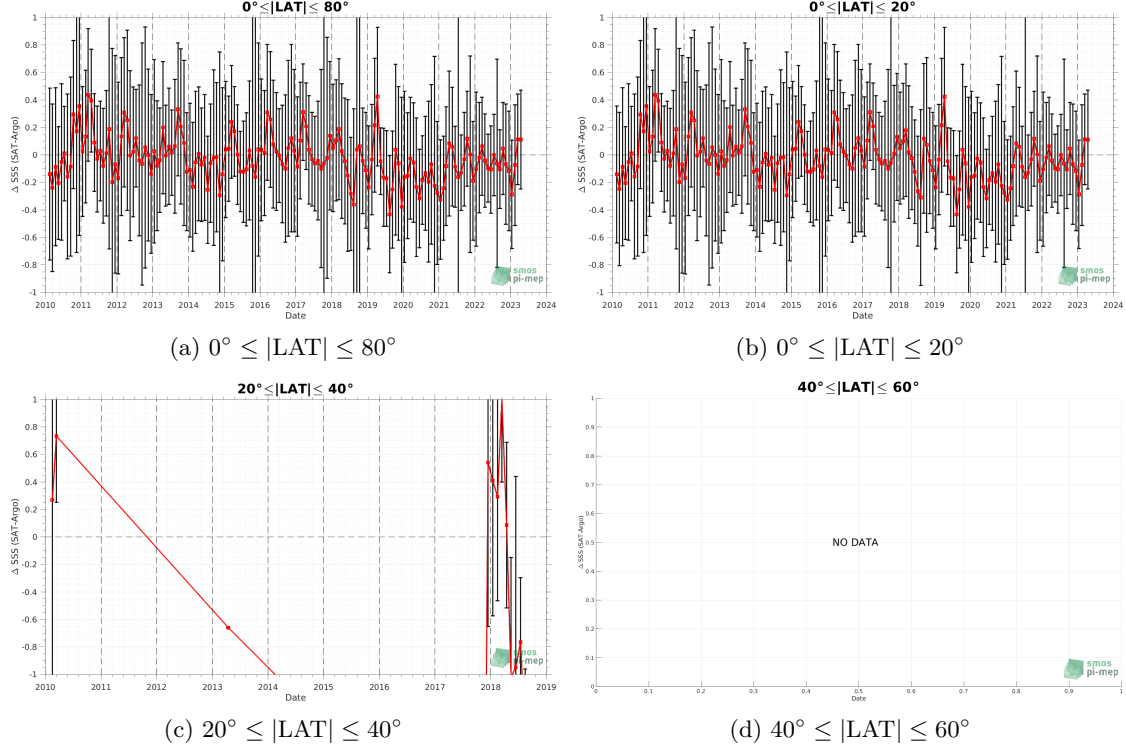 0°≤|LAT|≤ 80°
1
0.8
0.6
0.4
0.2
0
-0.2
-0.4
-0.6
-0.8
-1
Δ SSS (SAT-Argo)
2010 2011 2012 2013 2014 2015 2016 2017 2018 2019 2020 2021 2022 2023 2024
Date
smos
pi-mep
(a) 0° ≤ |LAT| ≤ 80°
0°≤|LAT|≤ 20°
1
0.8
0.6
0.4
0.2
0
-0.2
-0.4
-0.6
-0.8
-1
Δ SSS (SAT-Argo)
2010 2011 2012 2013 2014 2015 2016 2017 2018 2019 2020 2021 2022 2023 2024
Date
smos
pi-mep
(b) 0° ≤ |LAT| ≤ 20°
20°≤|LAT|≤ 40°
1
0.8
0.6
0.4
0.2
0
-0.2
-0.4
-0.6
-0.8
-1
Δ SSS (SAT-Argo)
2010 2011 2012 2013 2014 2015 2016 2017 2018 2019
Date
smos
pi-mep
(c) 20° ≤ |LAT| ≤ 40°
40°≤|LAT|≤ 60°
1
0.9
0.8
0.7
0.6
0.5
0.4
0.3
0.2
0.1
0
Δ SSS (SAT-Argo)
NO DATA
0 0.1 0.2 0.3 0.4 0.5 0.6 0.7 0.8 0.9 1
Date
smos
pi-mep
(d) 40° ≤ |LAT| ≤ 60°